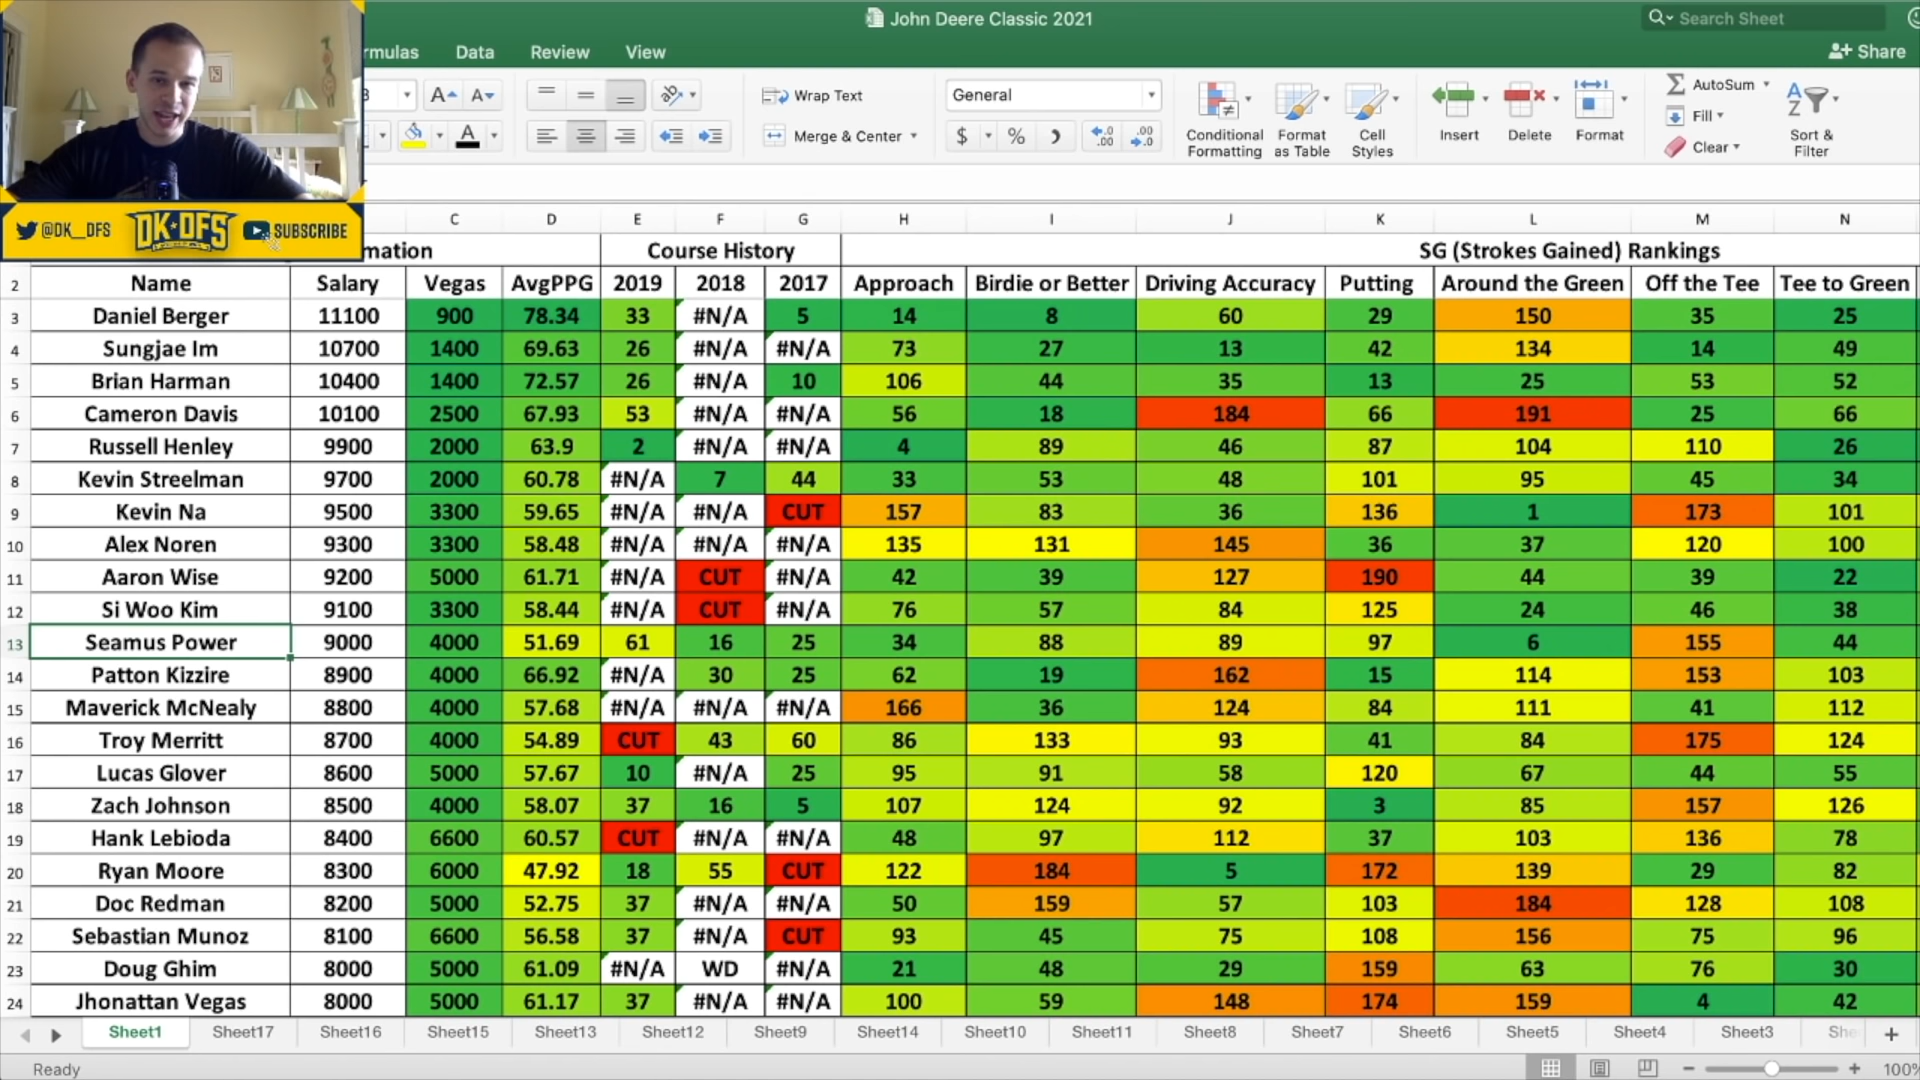 John Deere Classic 2021
Search Sheet
rmulas Data Review View
Share
Wrap Text
General
Merge & Center
Conditional Formatting
Format as Table
Cell Styles
Insert
Delete
Format
AutoSum
Fill
Clear
Sort & Filter
@DK__DFS DK★DFS SUBSCRIBE
C D E F G H I J K L M N
mation Course History SG (Strokes Gained) Rankings
2 Name Salary Vegas AvgPPG 2019 2018 2017 Approach Birdie or Better Driving Accuracy Putting Around the Green Off the Tee Tee to Green
3 Daniel Berger 11100 900 78.34 33 #N/A 5 14 8 60 29 150 35 25
4 Sungjae Im 10700 1400 69.63 26 #N/A #N/A 73 27 13 42 134 14 49
5 Brian Harman 10400 1400 72.57 26 #N/A 10 106 44 35 13 25 53 52
6 Cameron Davis 10100 2500 67.93 53 #N/A #N/A 56 18 184 66 191 25 66
7 Russell Henley 9900 2000 63.9 2 #N/A #N/A 4 89 46 87 104 110 26
8 Kevin Streelman 9700 2000 60.78 #N/A 7 44 33 53 48 101 95 45 34
9 Kevin Na 9500 3300 59.65 #N/A #N/A CUT 157 83 36 136 1 173 101
10 Alex Noren 9300 3300 58.48 #N/A #N/A #N/A 135 131 145 36 37 120 100
11 Aaron Wise 9200 5000 61.71 #N/A CUT #N/A 42 39 127 190 44 39 22
12 Si Woo Kim 9100 3300 58.44 #N/A CUT #N/A 76 57 84 125 24 46 38
13 Seamus Power 9000 4000 51.69 61 16 25 34 88 89 97 6 155 44
14 Patton Kizzire 8900 4000 66.92 #N/A 30 25 62 19 162 15 114 153 103
15 Maverick McNealy 8800 4000 57.68 #N/A #N/A #N/A 166 36 124 84 111 41 112
16 Troy Merritt 8700 4000 54.89 CUT 43 60 86 133 93 41 84 175 124
17 Lucas Glover 8600 5000 57.67 10 #N/A 25 95 91 58 120 67 44 55
18 Zach Johnson 8500 4000 58.07 37 16 5 107 124 92 3 85 157 126
19 Hank Lebioda 8400 6600 60.57 CUT #N/A #N/A 48 97 112 37 103 136 78
20 Ryan Moore 8300 6000 47.92 18 55 CUT 122 184 5 172 139 29 82
21 Doc Redman 8200 5000 52.75 37 #N/A #N/A 50 159 57 103 184 128 108
22 Sebastian Munoz 8100 6600 56.58 37 #N/A CUT 93 45 75 108 156 75 96
23 Doug Ghim 8000 5000 61.09 #N/A WD #N/A 21 48 29 159 63 76 30
24 Jhonattan Vegas 8000 5000 61.17 37 #N/A #N/A 100 59 148 174 159 4 42
Sheet1 Sheet17 Sheet16 Sheet15 Sheet13 Sheet12 Sheet9 Sheet14 Sheet10 Sheet11 Sheet8 Sheet7 Sheet6 Sheet5 Sheet4 Sheet3 She
Ready 100%